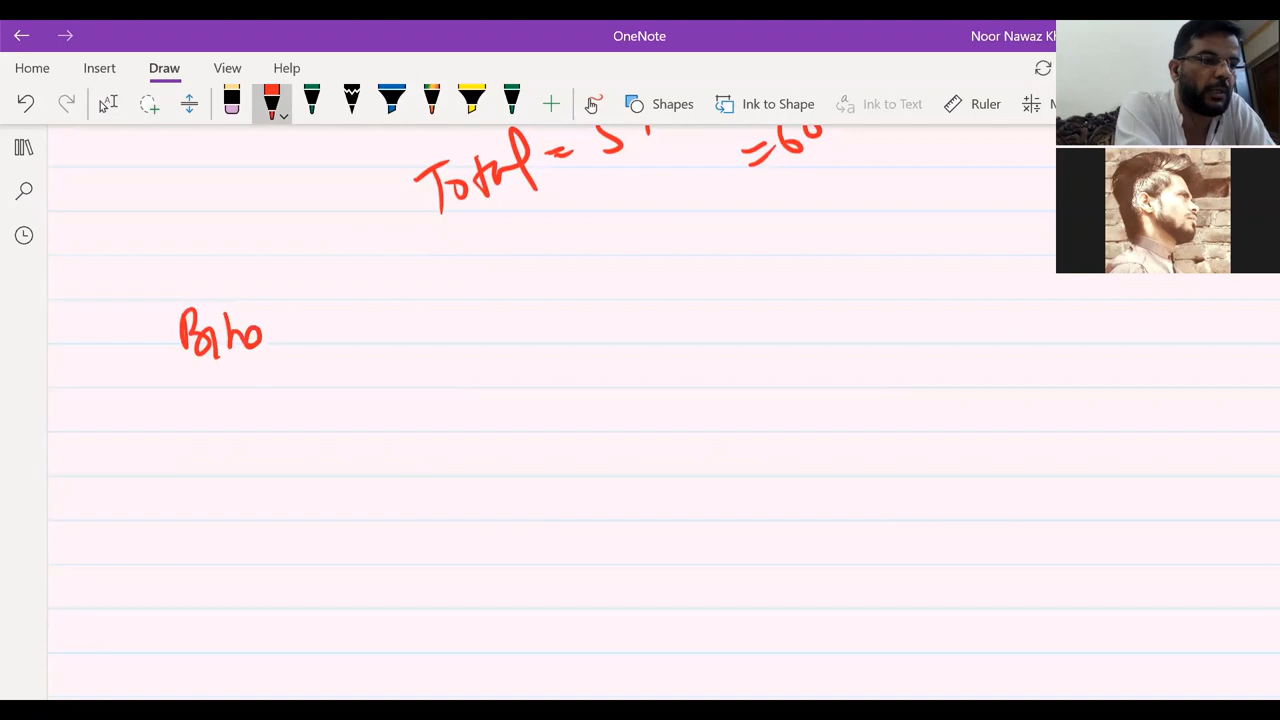 OneNote
Noor Nawaz Kh
Home Insert Draw View Help
Shapes Ink to Shape Ink to Text Ruler M
Total = 5
=60